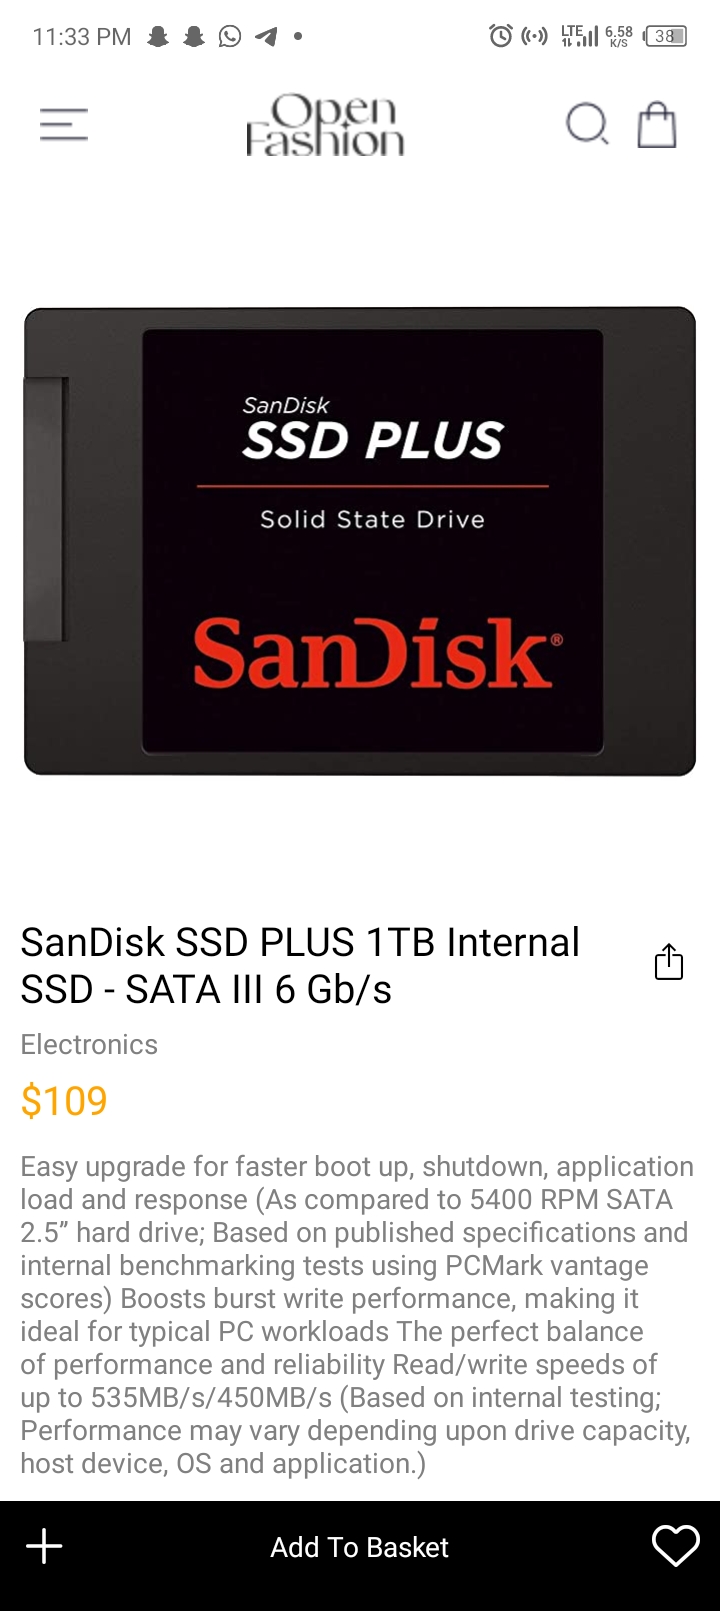 11:33 PM
LTE 6.58 K/S 38
Open
Fashion
SanDisk
SSD PLUS
Solid State Drive
SanDisk®
SanDisk SSD PLUS 1TB Internal
SSD - SATA III 6 Gb/s
Electronics
$109
Easy upgrade for faster boot up, shutdown, application
load and response (As compared to 5400 RPM SATA
2.5” hard drive; Based on published specifications and
internal benchmarking tests using PCMark vantage
scores) Boosts burst write performance, making it
ideal for typical PC workloads The perfect balance
of performance and reliability Read/write speeds of
up to 535MB/s/450MB/s (Based on internal testing;
Performance may vary depending upon drive capacity,
host device, OS and application.)
Add To Basket